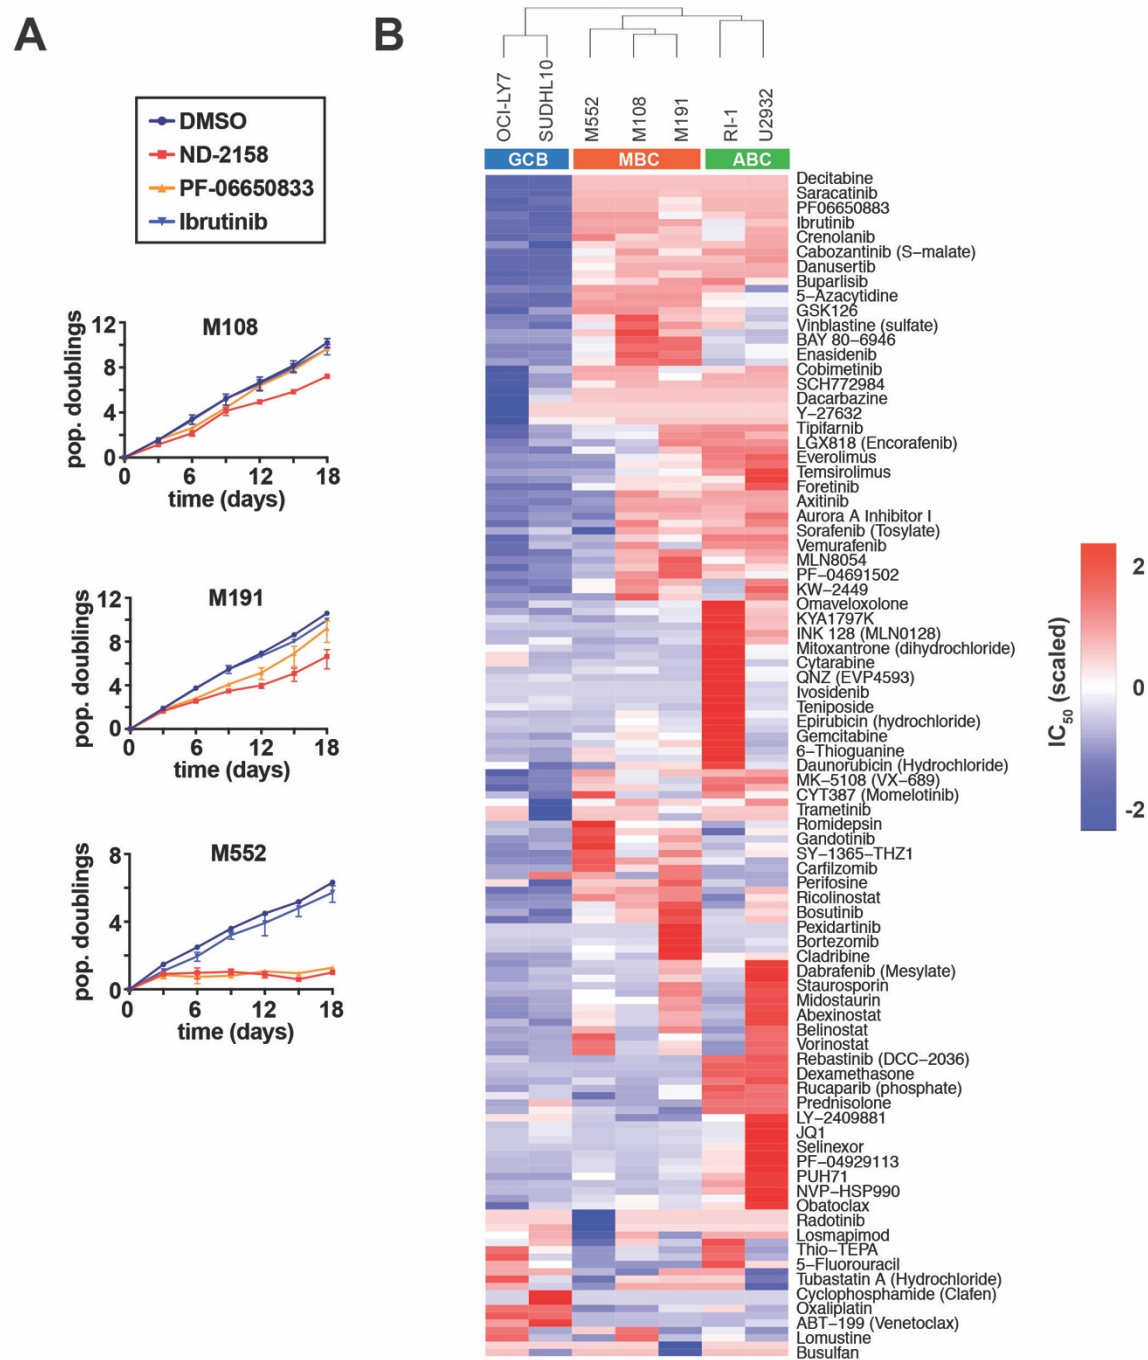 A
DMSO
ND-2158
PF-06650833
Ibrutinib
M108
pop. doublings
12
8
4
0
0
6
12
18
time (days)
M191
pop. doublings
12
8
4
0
0
6
12
18
time (days)
M552
pop. doublings
8
4
0
0
6
12
18
time (days)
B
OCI-LY7
SUDHL10
M552
M108
M191
RI-1
U2932
GCB
MBC
ABC
Decitabine
Saracatinib
PF06650883
Ibrutinib
Crenolanib
Cabozantinib (S-malate)
Danusertib
Buparlisib
5-Azacytidine
GSK126
Vinblastine (sulfate)
BAY 80-6946
Enasidenib
Cobimetinib
SCH772984
Dacarbazine
Y-27632
Tipifarnib
LGX818 (Encorafenib)
Everolimus
Temsirolimus
Foretinib
Axitinib
Aurora A Inhibitor I
Sorafenib (Tosylate)
Vemurafenib
MLN8054
PF-04691502
KW-2449
Omaveloxolone
KYA1797K
INK 128 (MLN0128)
Mitoxantrone (dihydrochloride)
Cytarabine
QNZ (EVP4593)
Ivosidenib
Teniposide
Epirubicin (hydrochloride)
Gemcitabine
6-Thioguanine
Daunorubicin (Hydrochloride)
MK-5108 (VX-689)
CYT387 (Momelotinib)
Trametinib
Romidepsin
Gandotinib
SY-1365-THZ1
Carfilzomib
Perifosine
Ricolinostat
Bosutinib
Pexidartinib
Bortezomib
Cladribine
Dabrafenib (Mesylate)
Staurosporin
Midostaurin
Abexinostat
Belinostat
Vorinostat
Rebastinib (DCC-2036)
Dexamethasone
Rucaparib (phosphate)
Prednisolone
LY-2409881
JQ1
Selinexor
PF-04929113
PUH71
NVP-HSP990
Obatoclax
Radotinib
Losmapimod
Thio-TEPA
5-Fluorouracil
Tubastatin A (Hydrochloride)
Cyclophosphamide (Clafen)
Oxaliplatin
ABT-199 (Venetoclax)
Lomustine
Busulfan
IC50 (scaled)
2
0
-2